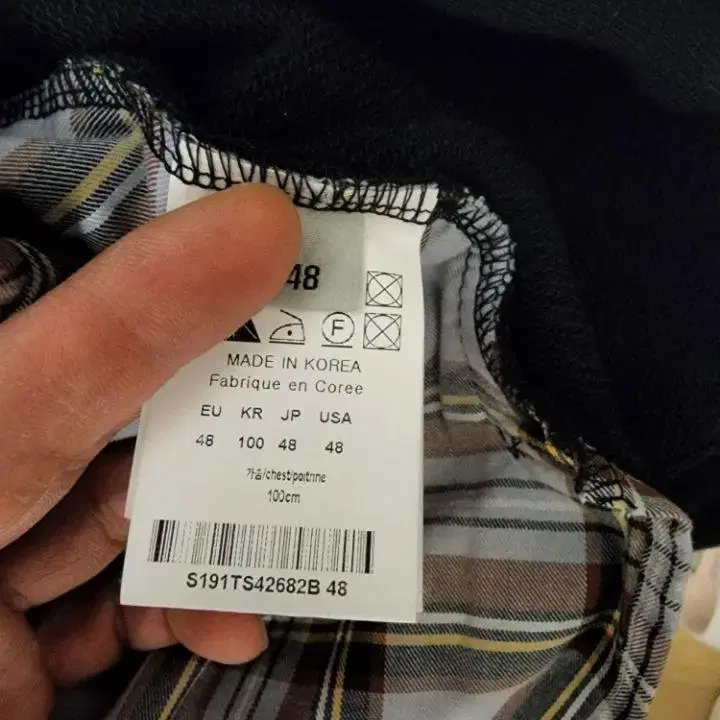 48
F
MADE IN KOREA
Fabrique en Coree
EU KR JP USA
48 100 48 48
가슴/chest/poitrine
100cm
S191TS42682B 48